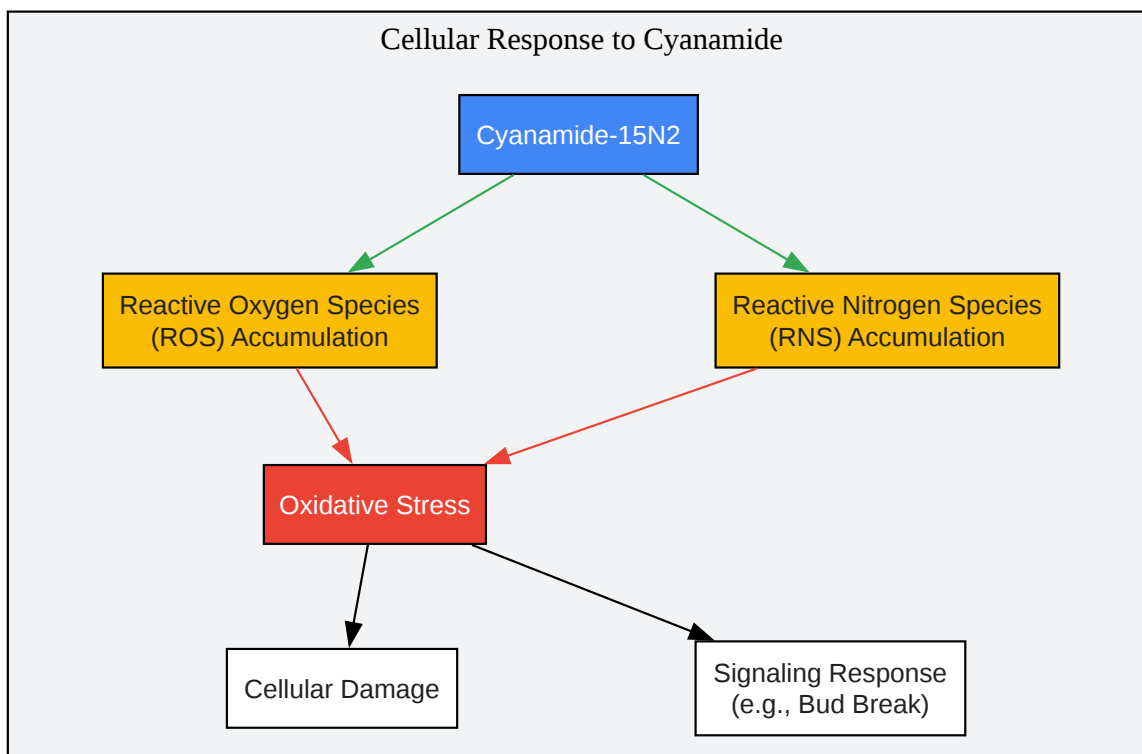 Cellular Response to Cyanamide
Cyanamide-15N2
Reactive Oxygen Species
(ROS) Accumulation
Reactive Nitrogen Species
(RNS) Accumulation
Oxidative Stress
Cellular Damage
Signaling Response
(e.g., Bud Break)